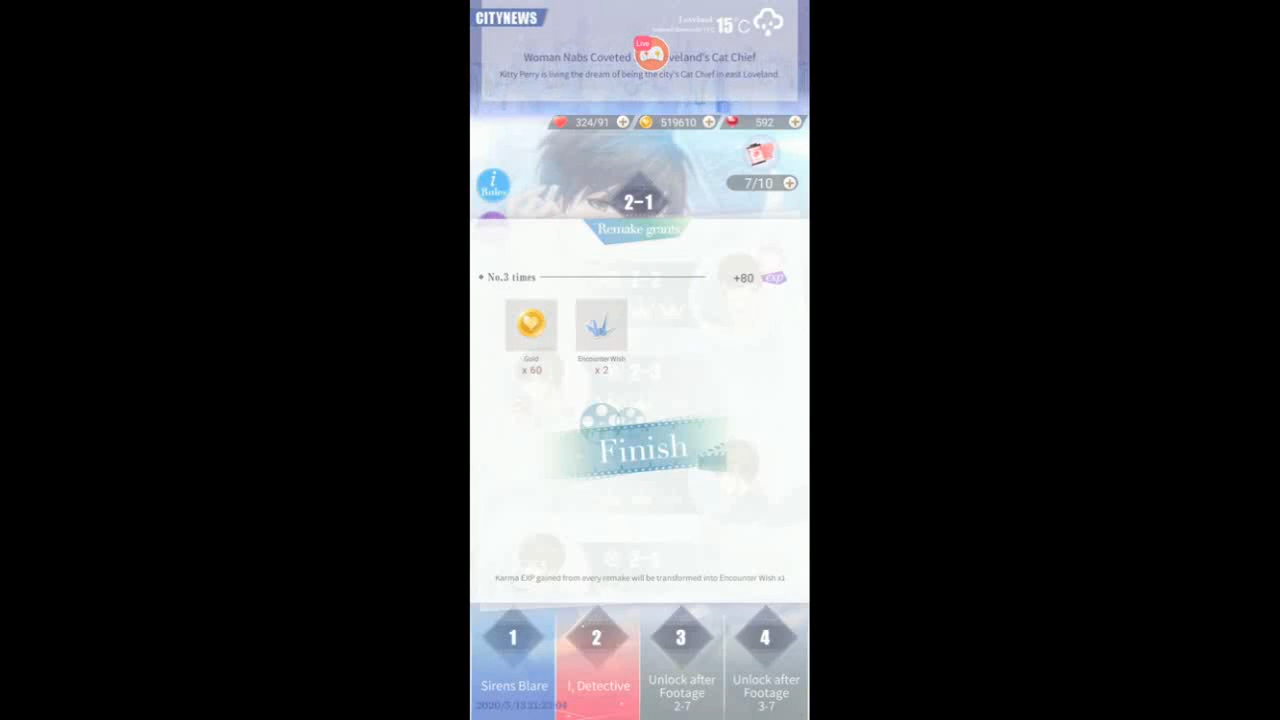 CITYNEWS
Loveland
15°C
Live
Woman Nabs Coveted
veland's Cat Chief
Kitty Perry is living the dream of being the city's Cat Chief in east Loveland
324/91
519610
592
i
Rules
7/10
2-1
Remake grants
No.3 times
+80 exp
Gold
x 60
Encounter Wish
x 2
2-3
Finish
Karma EXP gained from every remake will be transformed into Encounter Wish x1
1
2
3
4
Sirens Blare
I, Detective
Unlock after
Footage
2-7
Unlock after
Footage
3-7